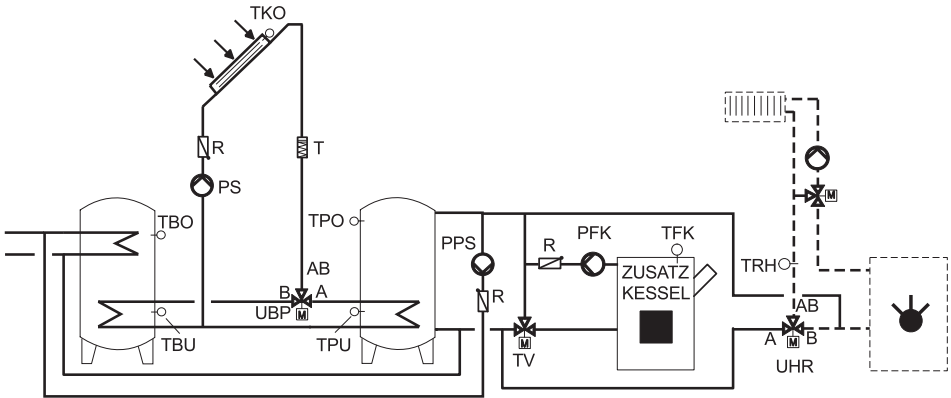 TKO
R
T
PS
TBO
TPO
PPS
R
PFK
TFK
ZUSATZ
KESSEL
AB
B
A
UBP
M
R
TRH
M
TBU
TPU
M
TV
AB
A
M
B
UHR